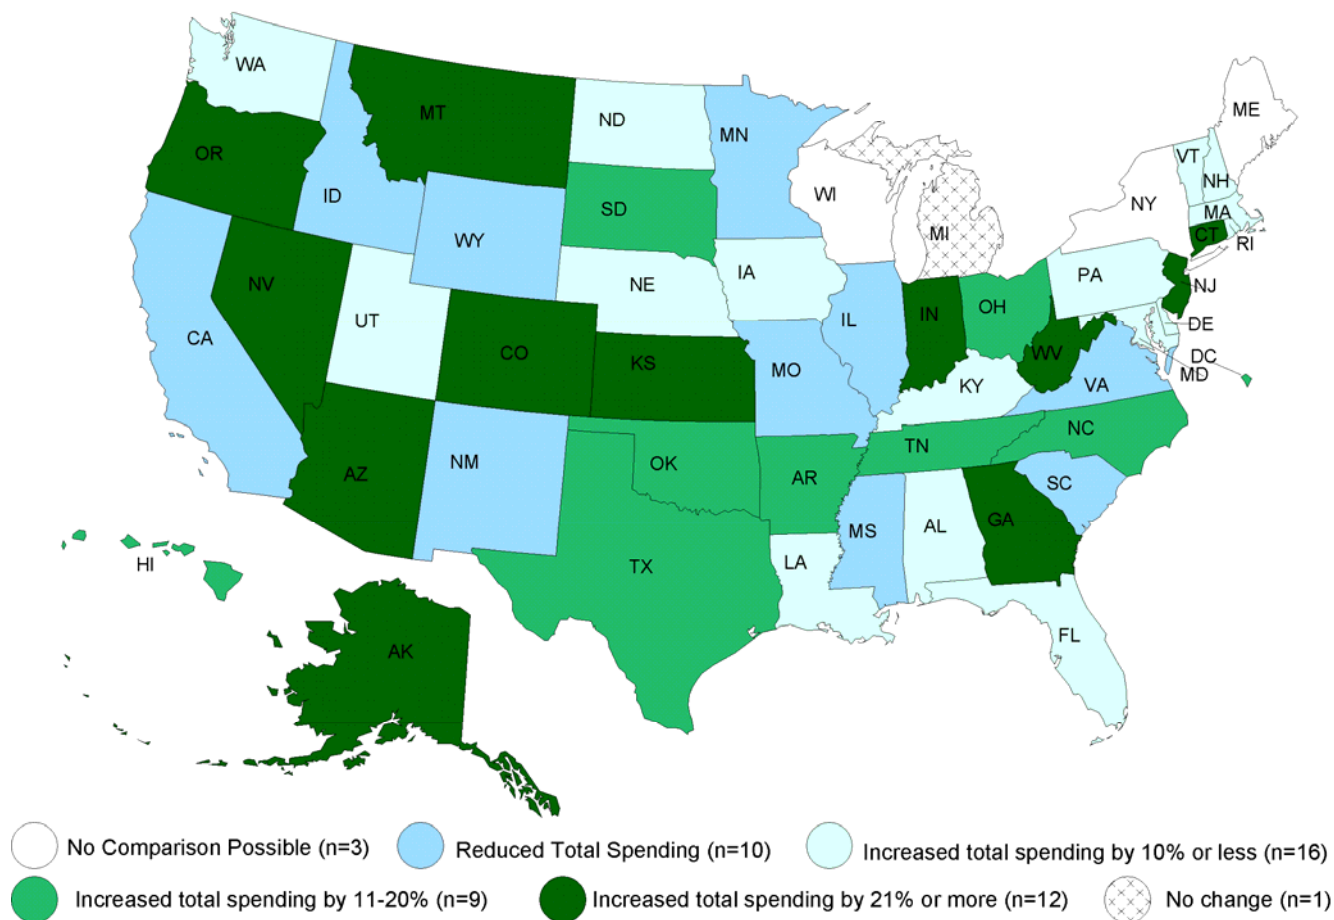 WA
ME
MT
ND
MN
VT
OR
NH
ID
WI
NY
SD
MA
MI
CT
RI
WY
IA
PA
NV
NE
NJ
OH
IN
UT
IL
DE
CA
CO
WV
DC
KS
MO
MD
KY
VA
NC
TN
NM
OK
AZ
AR
SC
GA
MS
AL
LA
HI
TX
FL
AK
No Comparison Possible (n=3)
Reduced Total Spending (n=10)
Increased total spending by 10% or less (n=16)
Increased total spending by 11-20% (n=9)
Increased total spending by 21% or more (n=12)
No change (n=1)